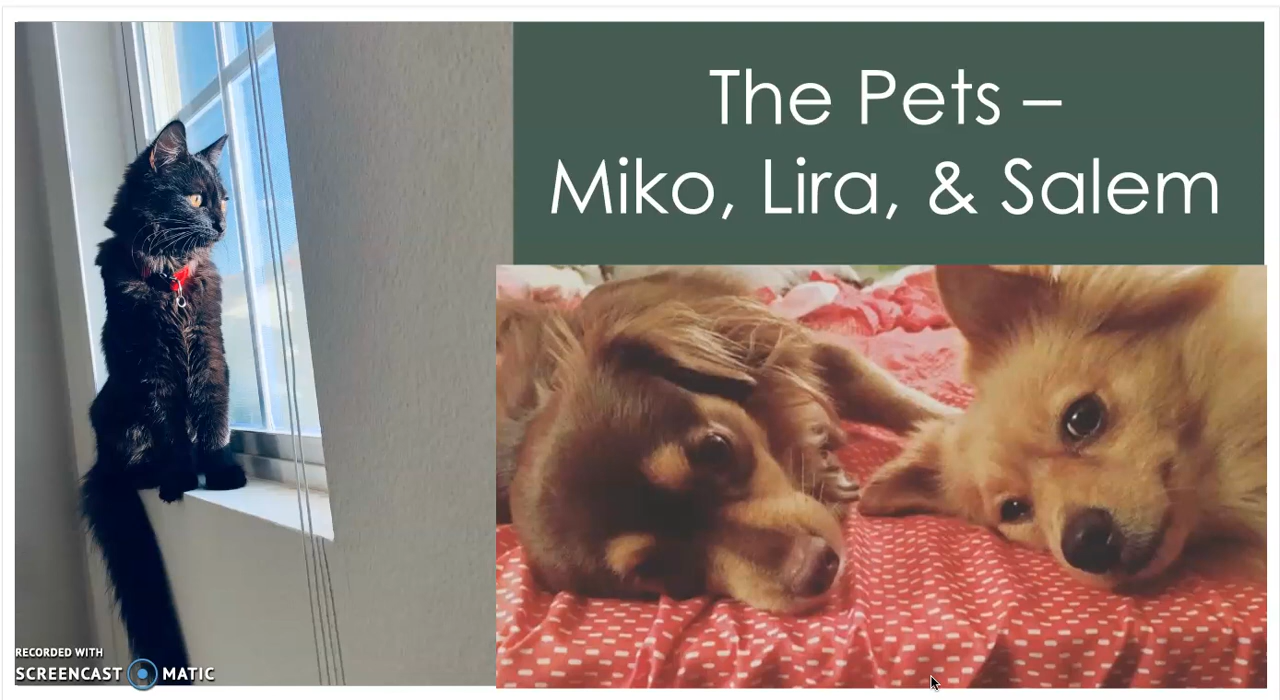 The Pets –
Miko, Lira, & Salem
RECORDED WITH
SCREENCAST MATIC